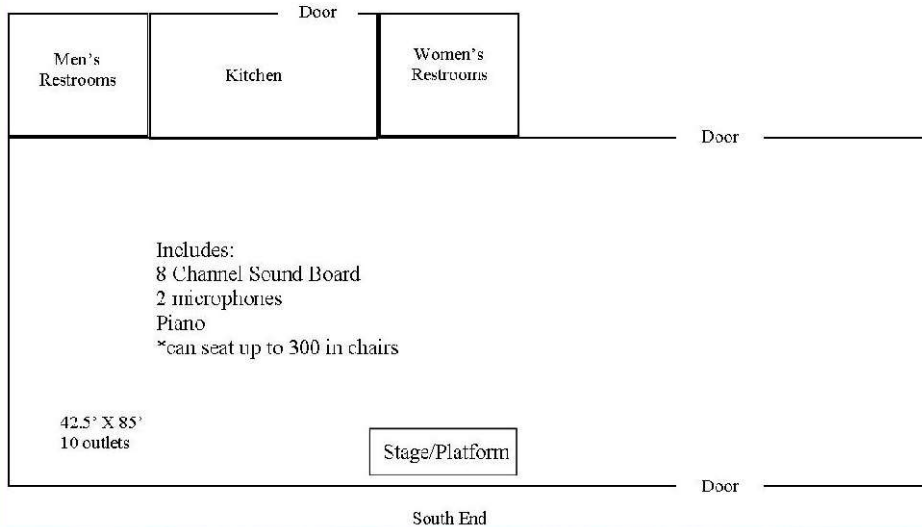 Door
Men's
Restrooms
Kitchen
Women's
Restrooms
Door
Includes:
8 Channel Sound Board
2 microphones
Piano
*can seat up to 300 in chairs
42.5' X 85'
10 outlets
Stage/Platform
Door
South End